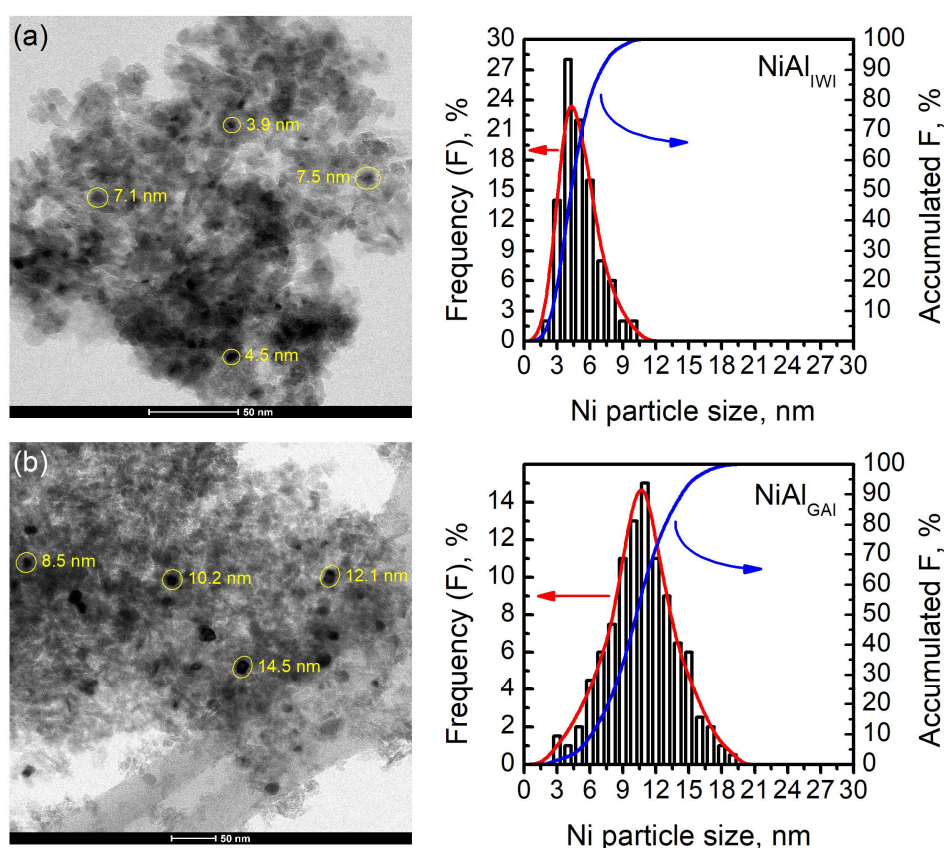 (a)
3.9 nm
7.5 nm
7.1 nm
4.5 nm
50 nm
NiAl_IWI
Frequency (F), %
30
27
24
21
18
15
12
9
6
3
0
Accumulated F, %
100
90
80
70
60
50
40
30
20
10
0 3 6 9 12 15 18 21 24 27 30
Ni particle size, nm
(b)
8.5 nm
10.2 nm
12.1 nm
14.5 nm
50 nm
NiAl_GAI
Frequency (F), %
14
12
10
8
6
4
2
0
Accumulated F, %
100
90
80
70
60
50
40
30
20
10
0
0 3 6 9 12 15 18 21 24 27 30
Ni particle size, nm